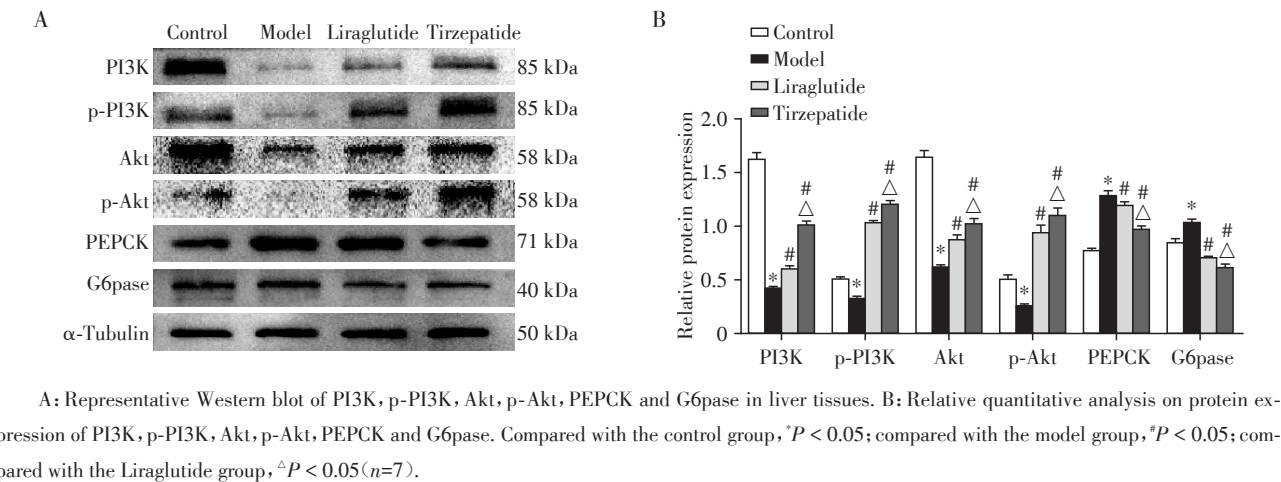 A
Control Model Liraglutide Tirzepatide
PI3K 85 kDa
p-PI3K 85 kDa
Akt 58 kDa
p-Akt 58 kDa
PEPCK 71 kDa
G6pase 40 kDa
α-Tubulin 50 kDa
B
Control
Model
Liraglutide
Tirzepatide
Relative protein expression
2.0
1.5
1.0
0.5
0
* # # △
* # # △
* # # △
* # # △
* # # △
* # # △
PI3K p-PI3K Akt p-Akt PEPCK G6pase
A: Representative Western blot of PI3K, p-PI3K, Akt, p-Akt, PEPCK and G6pase in liver tissues. B: Relative quantitative analysis on protein ex-
pression of PI3K, p-PI3K, Akt, p-Akt, PEPCK and G6pase. Compared with the control group, *P < 0.05; compared with the model group, #P < 0.05; com-
pared with the Liraglutide group, △P < 0.05(n=7).